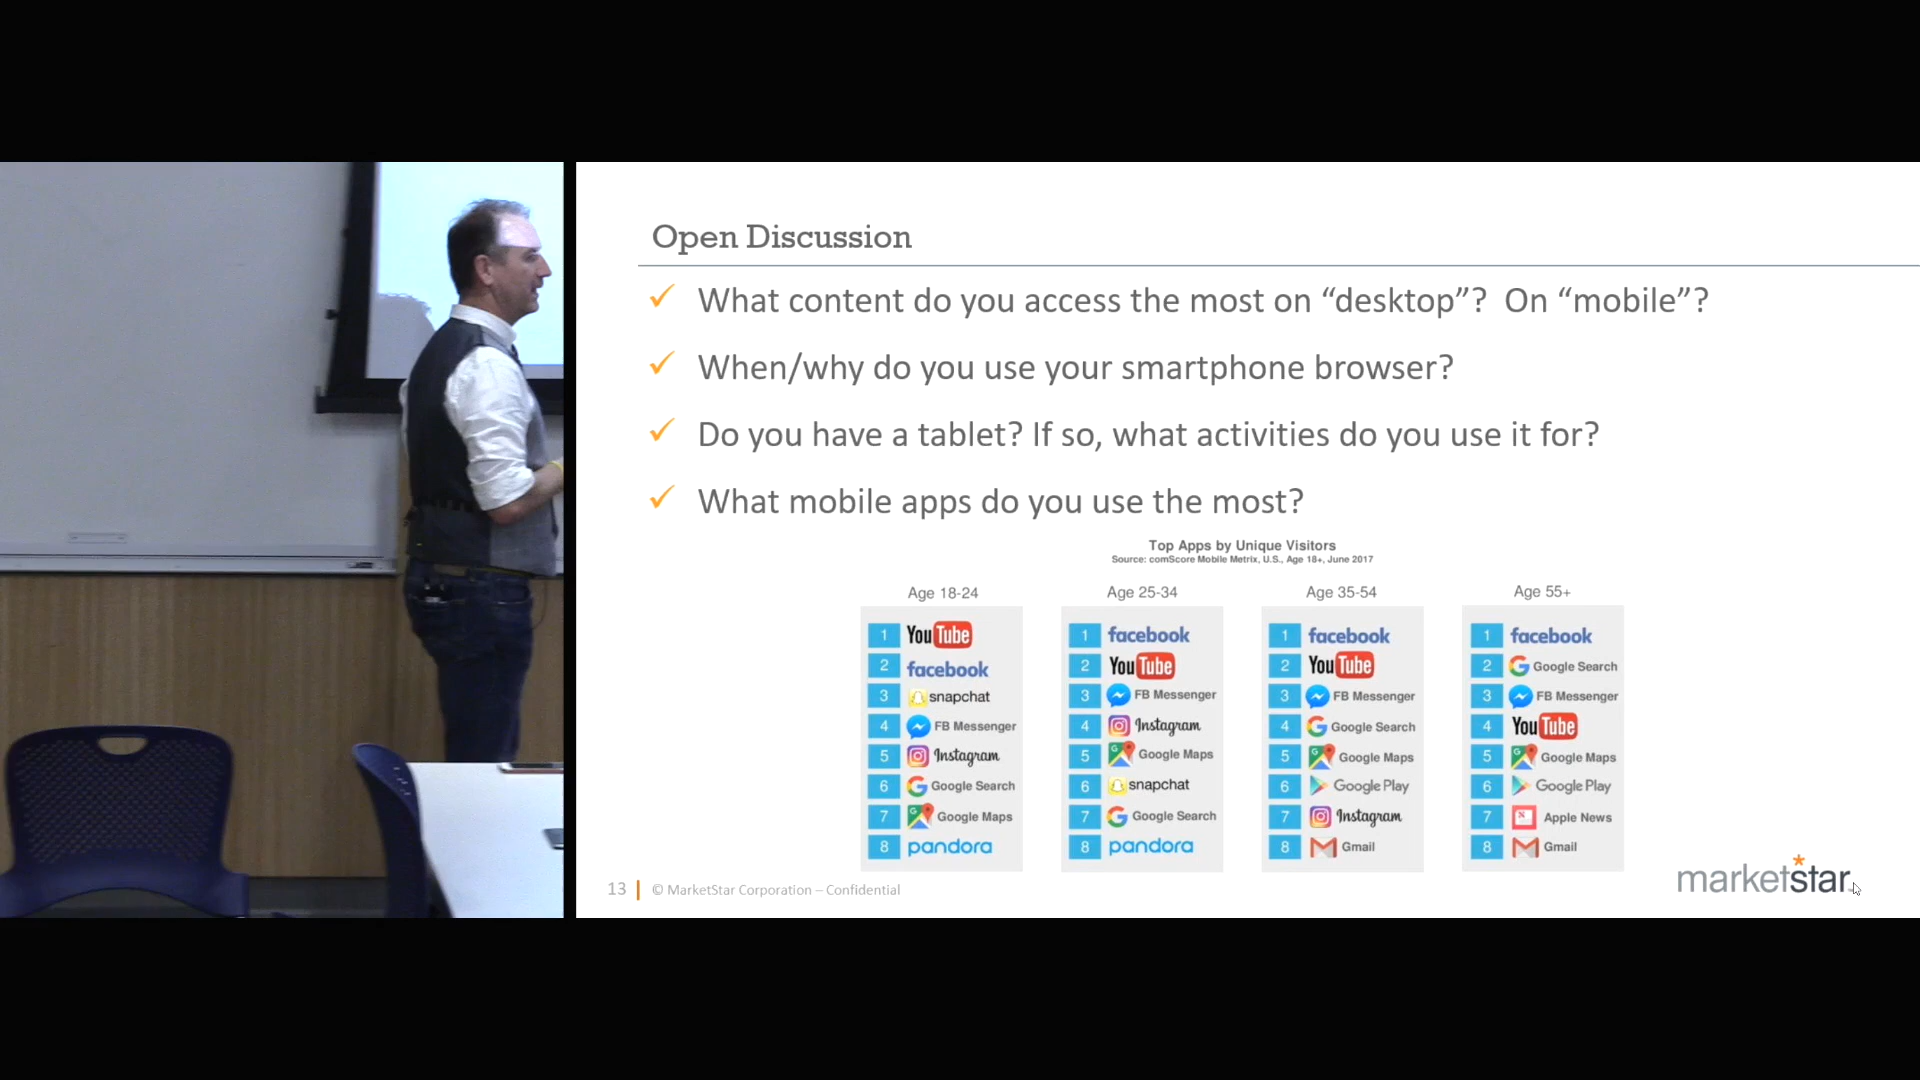 Open Discussion
✓ What content do you access the most on “desktop”? On “mobile”?
✓ When/why do you use your smartphone browser?
✓ Do you have a tablet? If so, what activities do you use it for?
✓ What mobile apps do you use the most?
Top Apps by Unique Visitors
Source: comScore Mobile Metrix, U.S., Age 18+, June 2017
Age 18-24
1 YouTube
2 facebook
3 snapchat
4 FB Messenger
5 Instagram
6 Google Search
7 Google Maps
8 pandora
Age 25-34
1 facebook
2 YouTube
3 FB Messenger
4 Instagram
5 Google Maps
6 snapchat
7 Google Search
8 pandora
Age 35-54
1 facebook
2 YouTube
3 FB Messenger
4 Google Search
5 Google Maps
6 Google Play
7 Instagram
8 Gmail
Age 55+
1 facebook
2 Google Search
3 FB Messenger
4 YouTube
5 Google Maps
6 Google Play
7 Apple News
8 Gmail
13 | © MarketStar Corporation – Confidential
marketstar